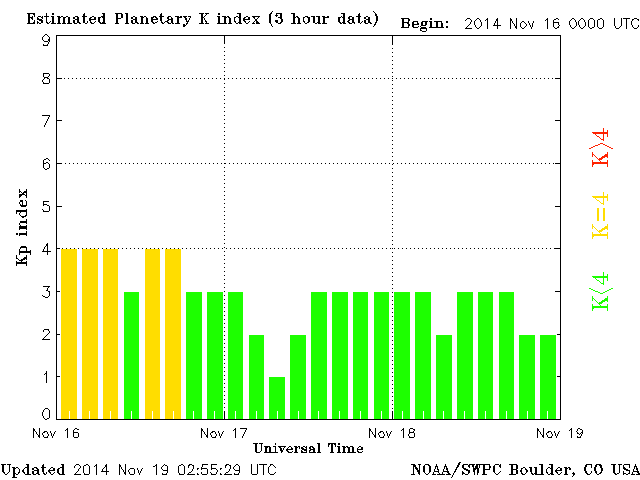 Estimated Planetary K index (3 hour data) Begin: 2014 Nov 16 0000 UTC
9
8
7
6
5
4
3
2
1
0
Kp index
K>4
K=4
K<4
Nov 16 Nov 17 Nov 18 Nov 19
Universal Time
Updated 2014 Nov 19 02:55:29 UTC NOAA/SWPC Boulder, CO USA